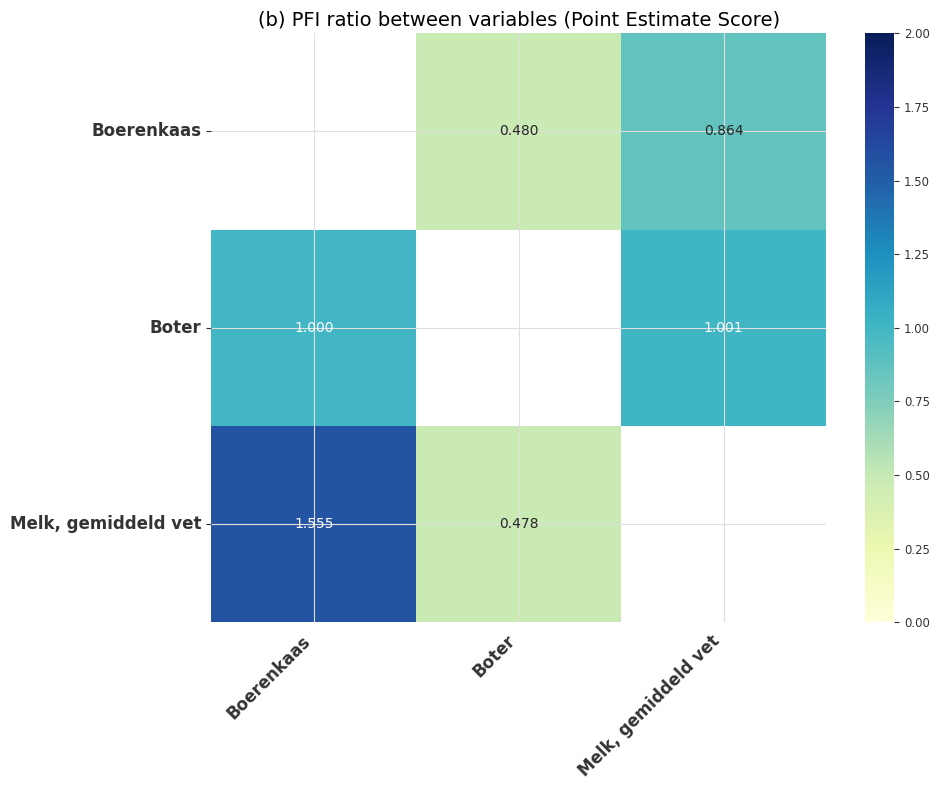 (b) PFI ratio between variables (Point Estimate Score)
Boerenkaas
0.480
0.864
Boter
1.000
1.001
Melk, gemiddeld vet
1.555
0.478
Boerenkaas
Boter
Melk, gemiddeld vet
2.00
1.75
1.50
1.25
1.00
0.75
0.50
0.25
0.00